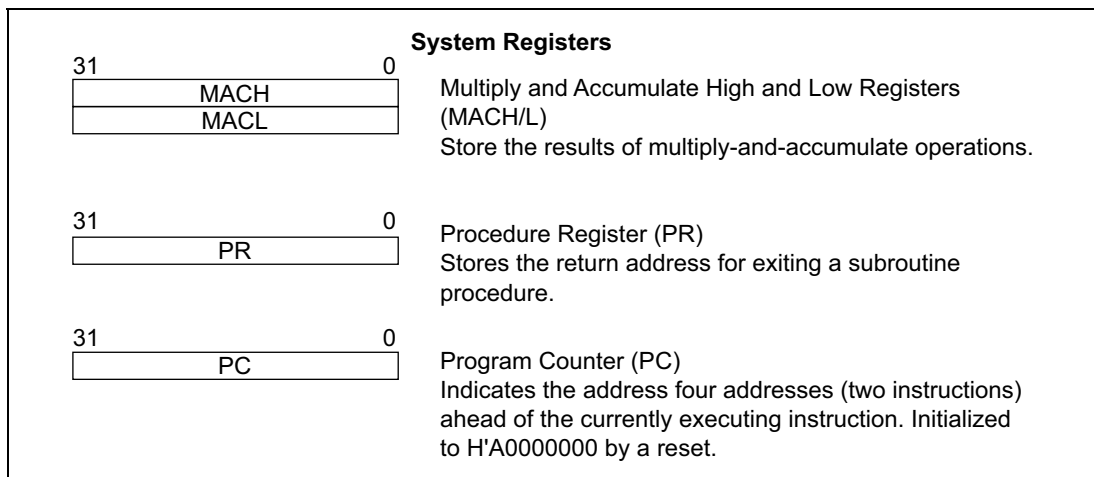 System Registers
31 0
MACH
MACL
Multiply and Accumulate High and Low Registers
(MACH/L)
Store the results of multiply-and-accumulate operations.
31 0
PR
Procedure Register (PR)
Stores the return address for exiting a subroutine
procedure.
31 0
PC
Program Counter (PC)
Indicates the address four addresses (two instructions)
ahead of the currently executing instruction. Initialized
to H'A0000000 by a reset.